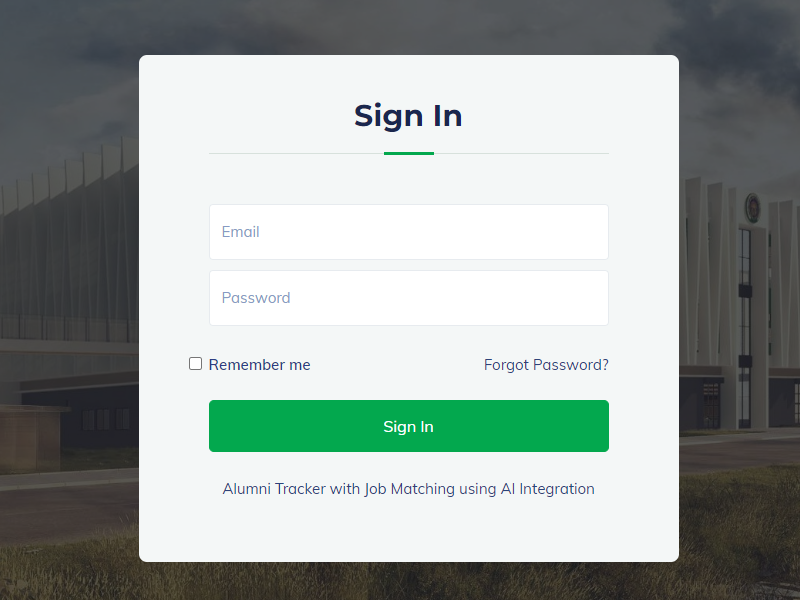 Sign In
Email
Password
Remember me
Forgot Password?
Sign In
Alumni Tracker with Job Matching using AI Integration